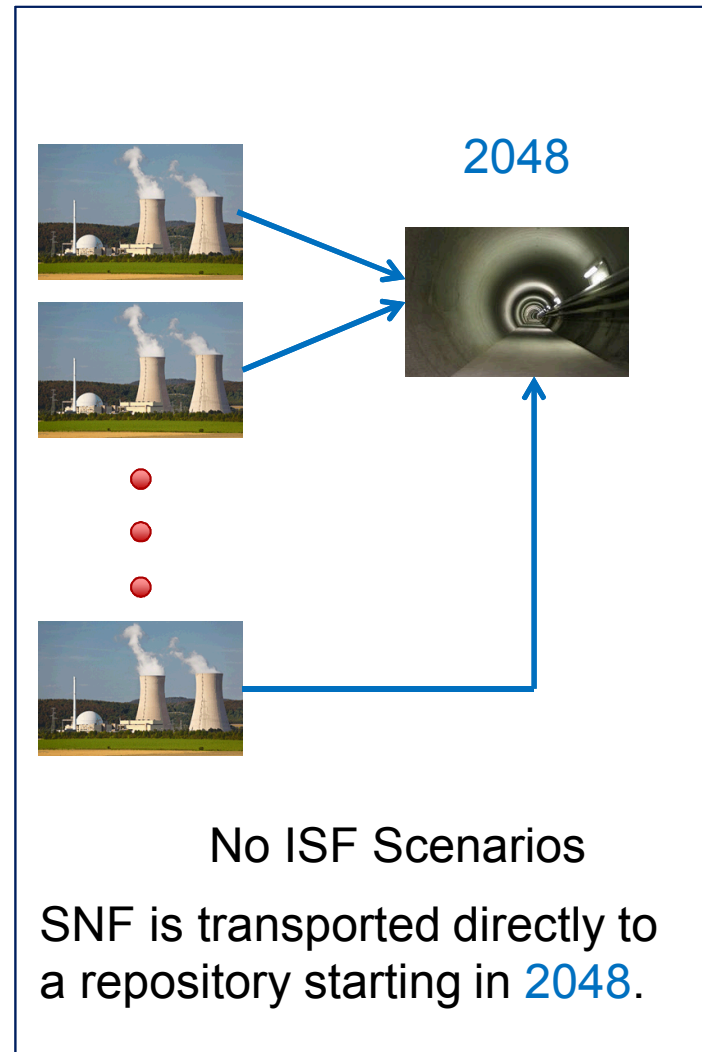 2048
No ISF Scenarios
SNF is transported directly to
a repository starting in 2048.